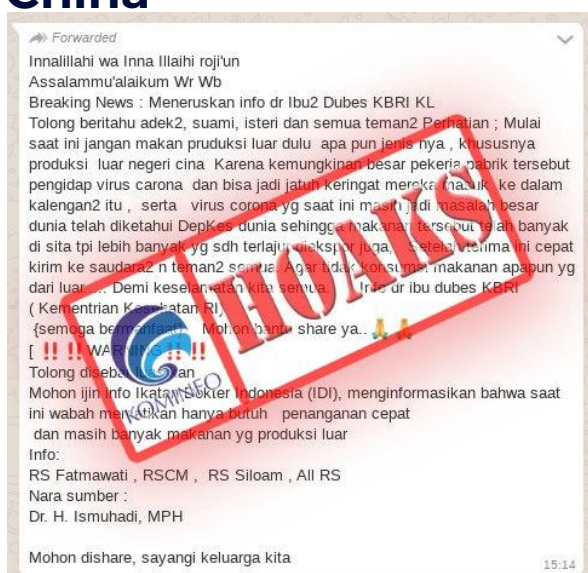 China
Forwarded
Innalillahi wa Inna Illaihi roji'un
Assalammu'alaikum Wr Wb
Breaking News : Meneruskan info dr Ibu2 Dubes KBRI KL
Tolong beritahu adek2, suami, isteri dan semua teman2 Perhatian ; Mulai
saat ini jangan makan pruduksi luar dulu apa pun jenis nya , khususnya
produksi luar negeri cina Karena kemungkinan besar pekerja pabrik tersebut
pengidap virus carona dan bisa jadi jatuh keringat mereka masuk ke dalam
kalengan2 itu , serta virus corona yg saat ini masih jadi masalah besar
dunia telah diketahui DepKes dunia sehingga makanan tersebut telah banyak
di sita tpi lebih banyak yg sdh terlajur diekspor juga, Setelah terima ini cepat
kirim ke saudara2 n teman2 semua. Agar tidak konsumsi makanan apapun yg
dari luar.... Demi keselamatan kita semua. Info dr ibu dubes KBRI
( Kementrian Kesehatan RI)
{semoga bermanfaat} Mohon bantu share ya..🙏🙏
[ ‼️ ‼️ WARNING ‼️ ‼️
Tolong disebar luaskan
Mohon ijin info Ikatan Dokter Indonesia (IDI), menginformasikan bahwa saat
ini wabah mematikan hanya butuh penanganan cepat
dan masih banyak makanan yg produksi luar
Info:
RS Fatmawati , RSCM , RS Siloam , All RS
Nara sumber :
Dr. H. Ismuhadi, MPH
Mohon dishare, sayangi keluarga kita
15:14
KOMINFO
HOAKS